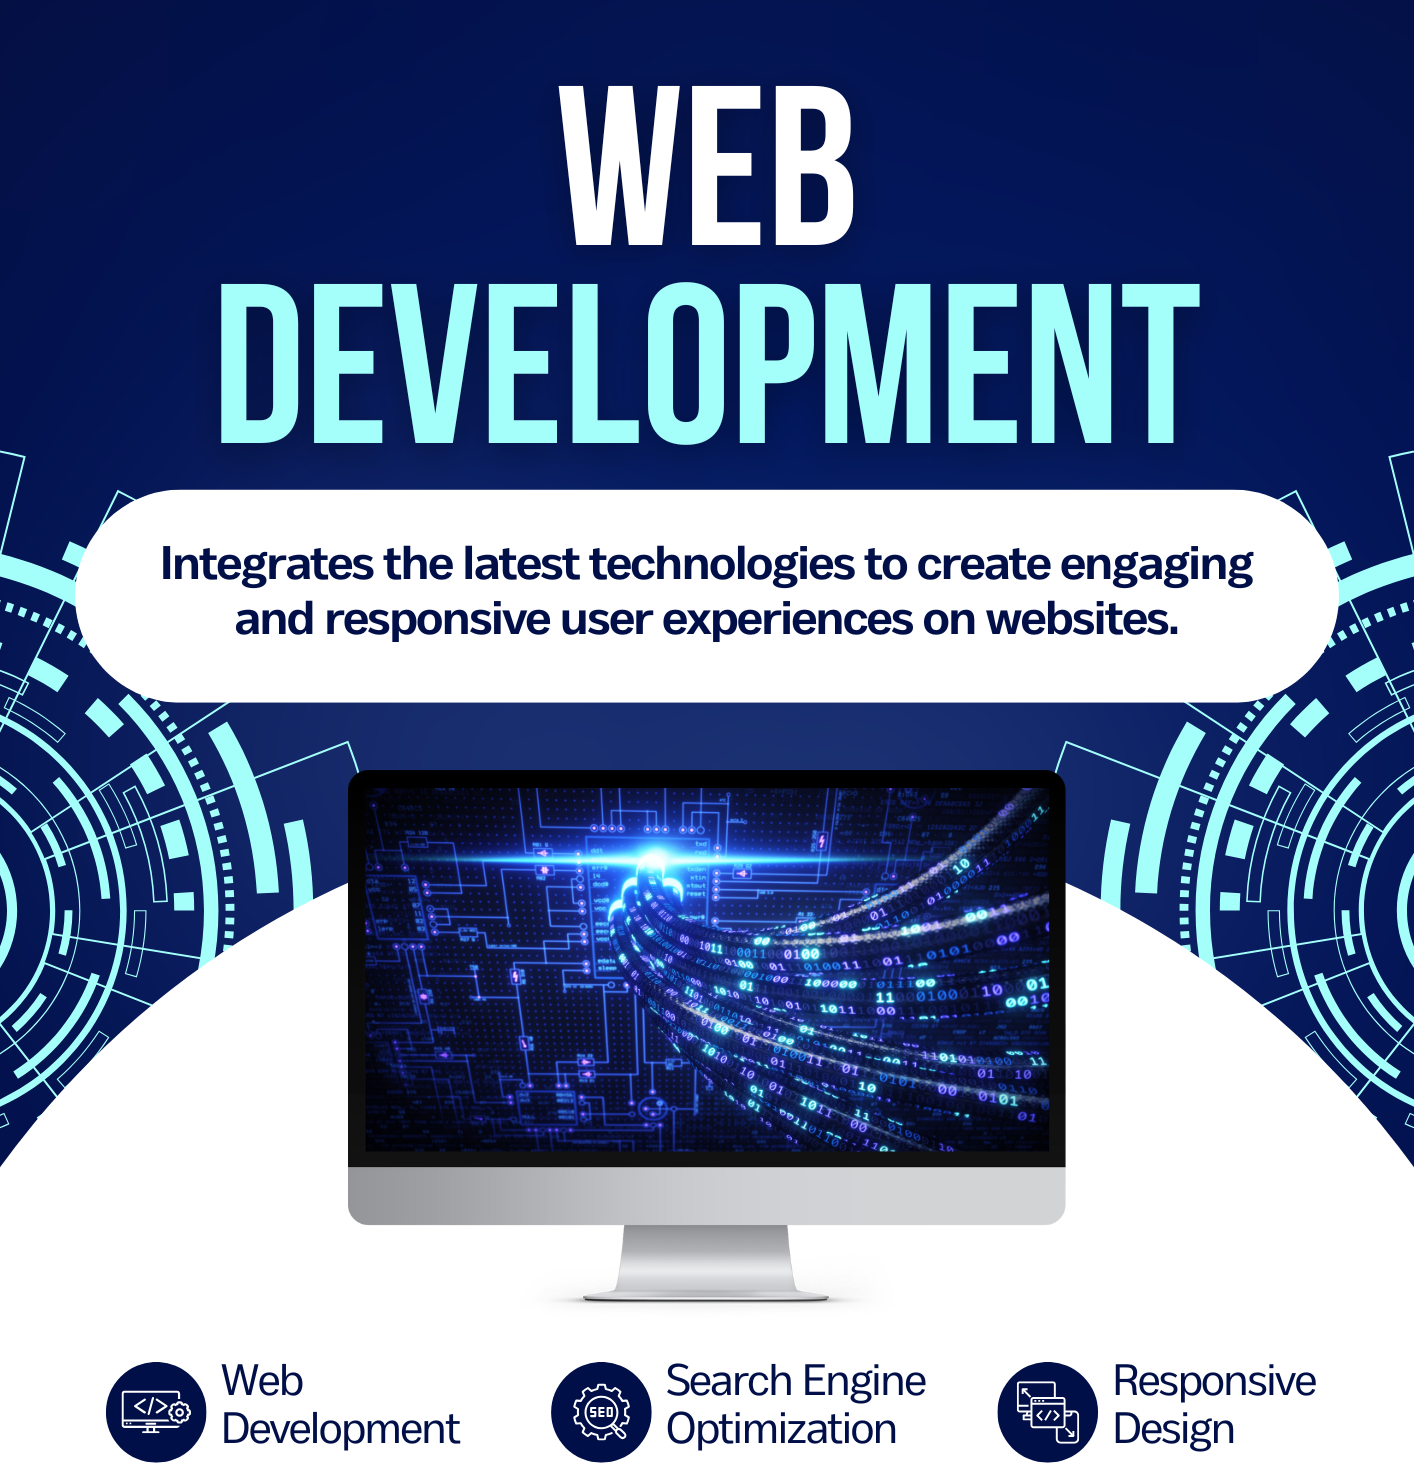 WEB
DEVELOPMENT
Integrates the latest technologies to create engaging
and responsive user experiences on websites.
Web
Development
SEO
Search Engine
Optimization
Responsive
Design